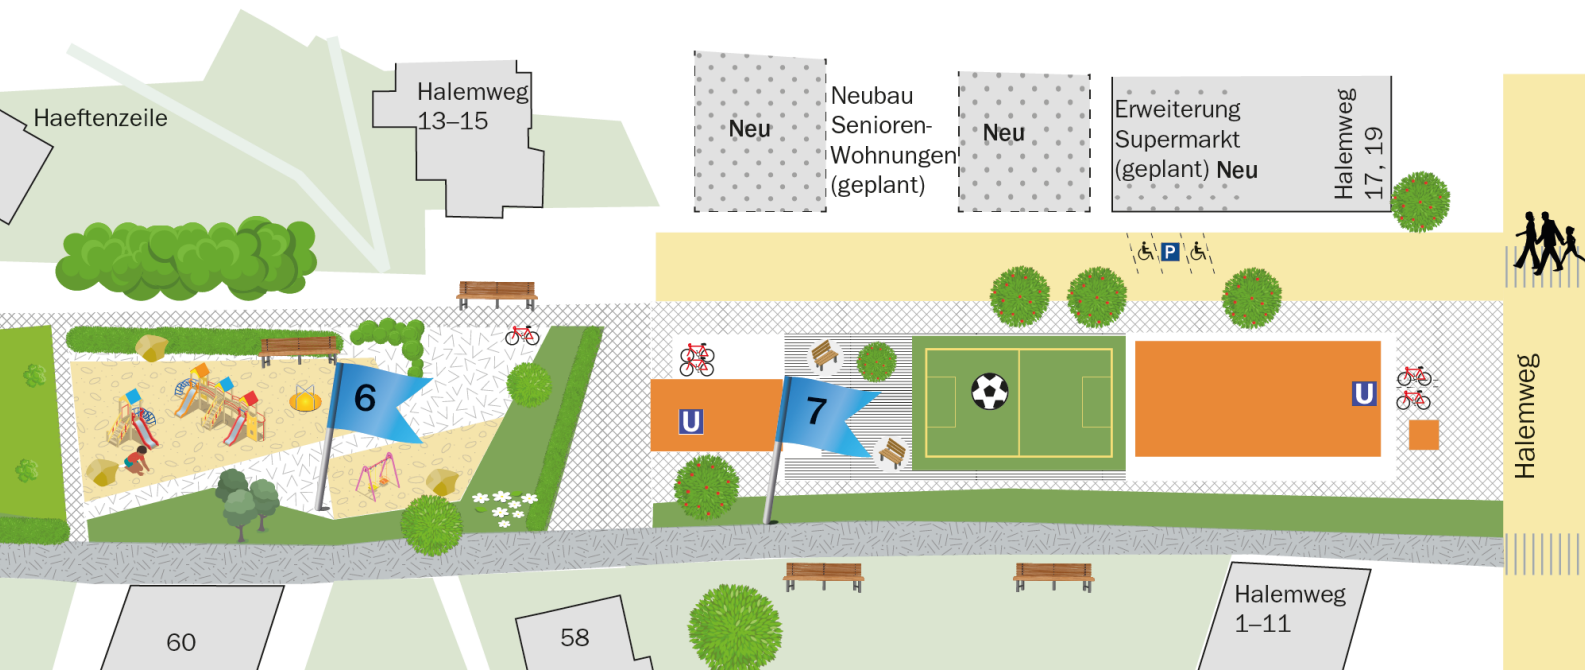 Haeftenzeile
Halemweg
13–15
Neu
Neubau
Senioren-
Wohnungen
(geplant)
Neu
Erweiterung
Supermarkt
(geplant) Neu
Halemweg
17, 19
P
6
U
7
U
Halemweg
60
58
Halemweg
1–11